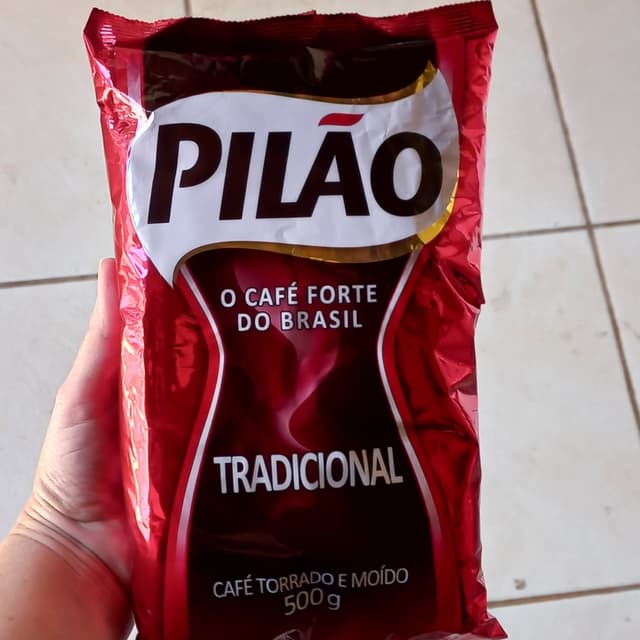 PILÃO
O CAFÉ FORTE
DO BRASIL
TRADICIONAL
CAFÉ TORRADO E MOÍDO
500g